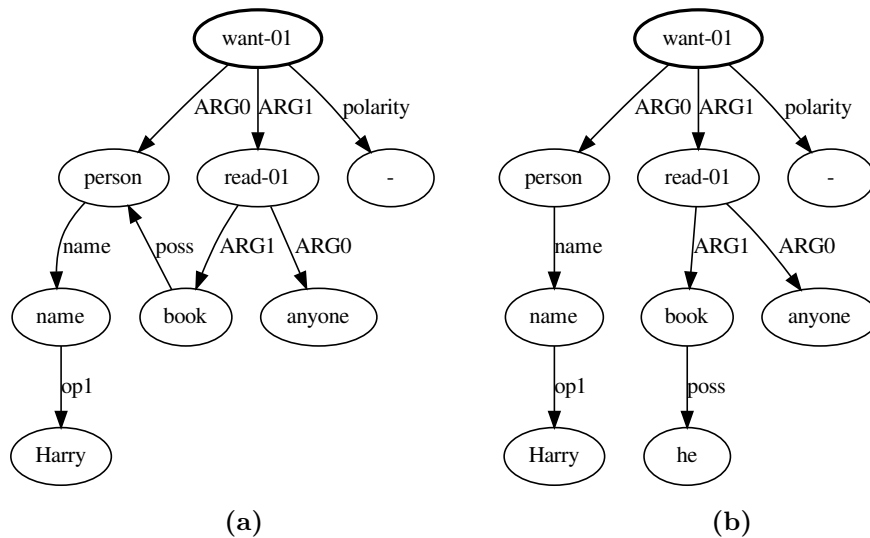 want-01 want-01
ARG0 ARG1 polarity ARG0 ARG1 polarity
person read-01 - person read-01 -
name poss ARG1 ARG0 name ARG1 ARG0
name book anyone name book anyone
op1 op1 poss
Harry Harry he
(a) (b)